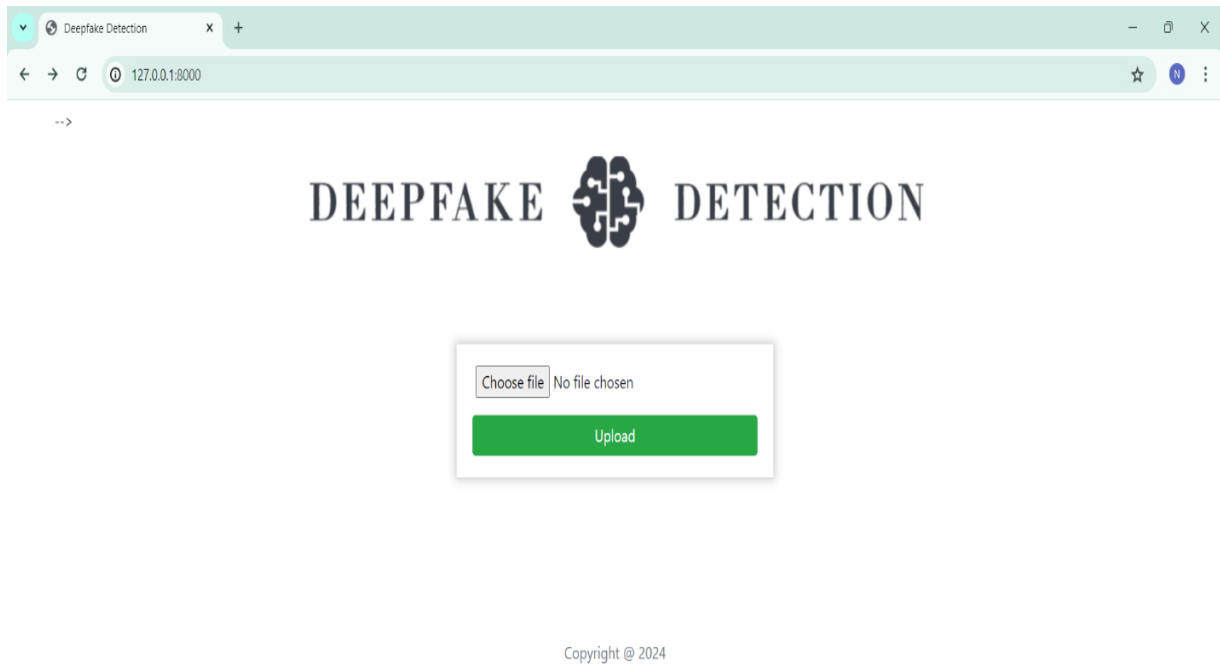 Deepfake Detection
127.0.0.1:8000
N
-->
DEEPFAKE DETECTION
Choose file No file chosen
Upload
Copyright @ 2024